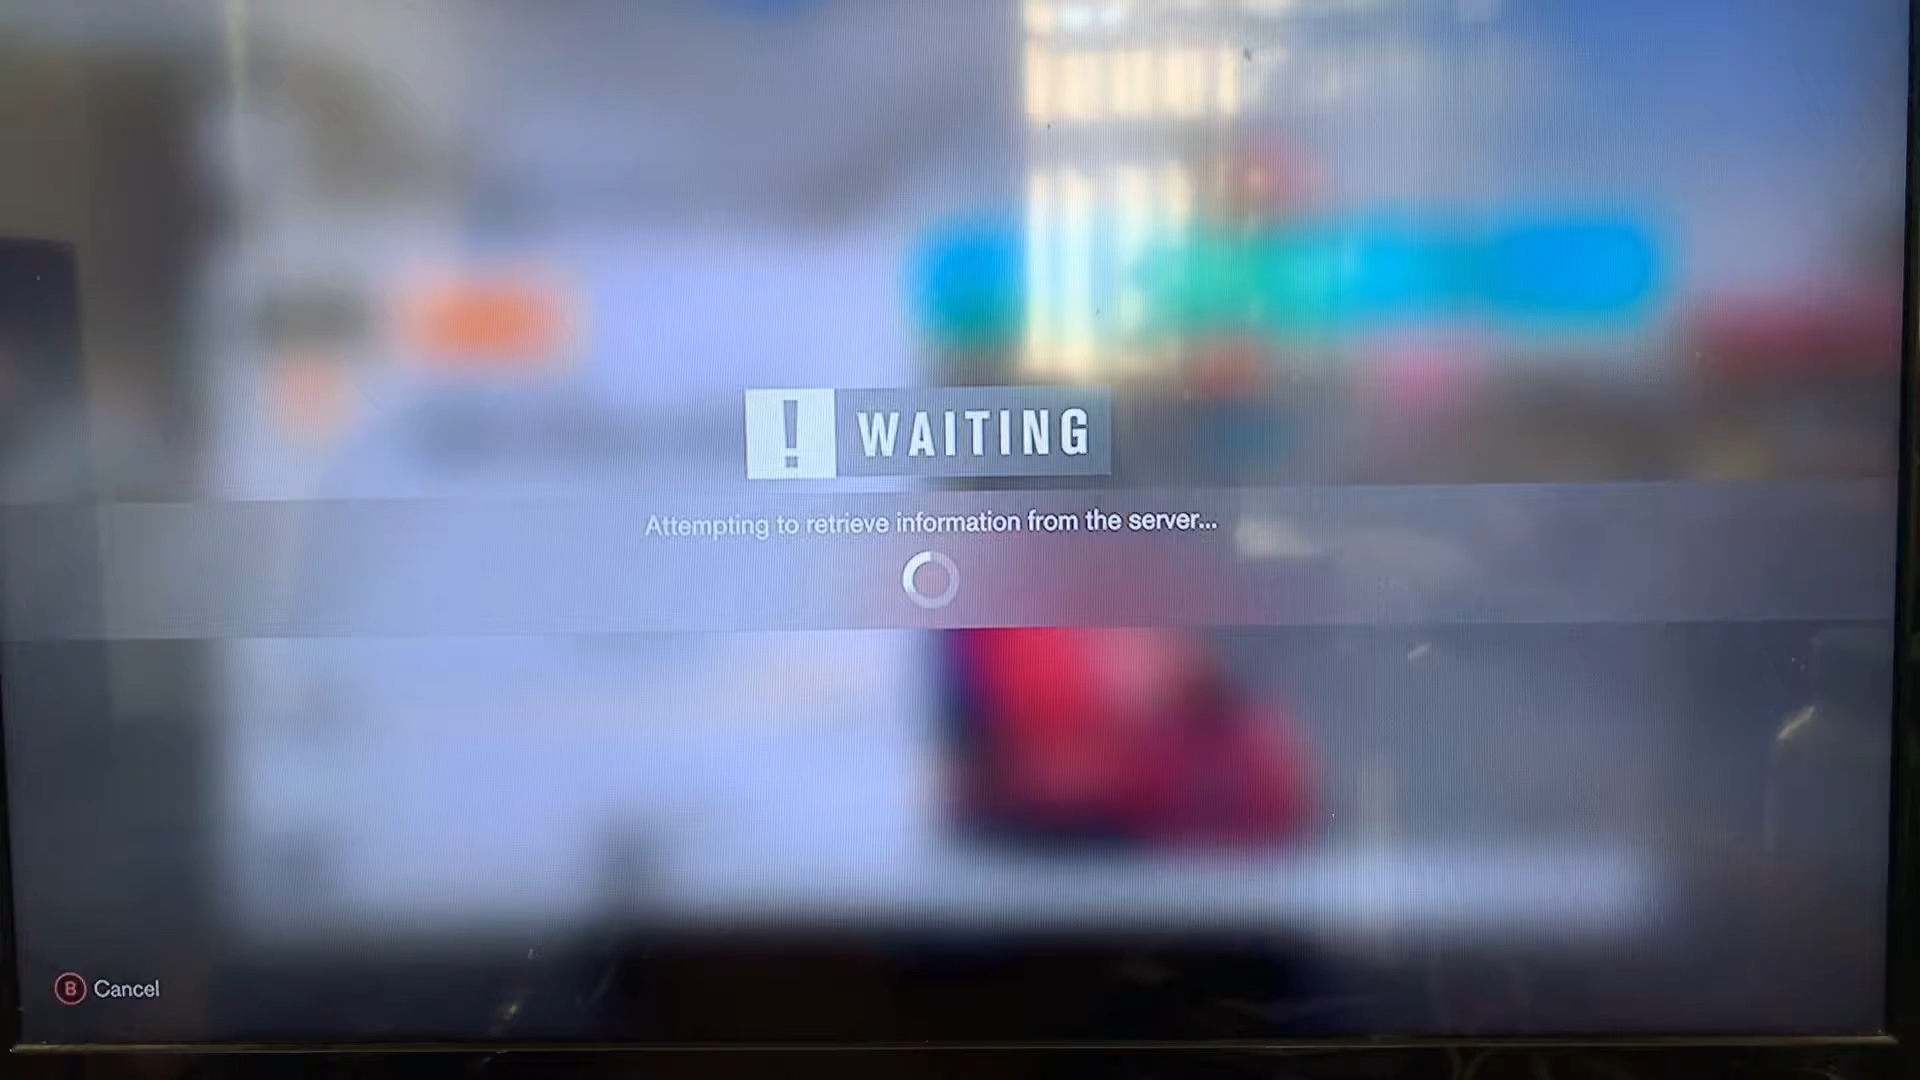 !
WAITING
Attempting to retrieve information from the server...
B Cancel